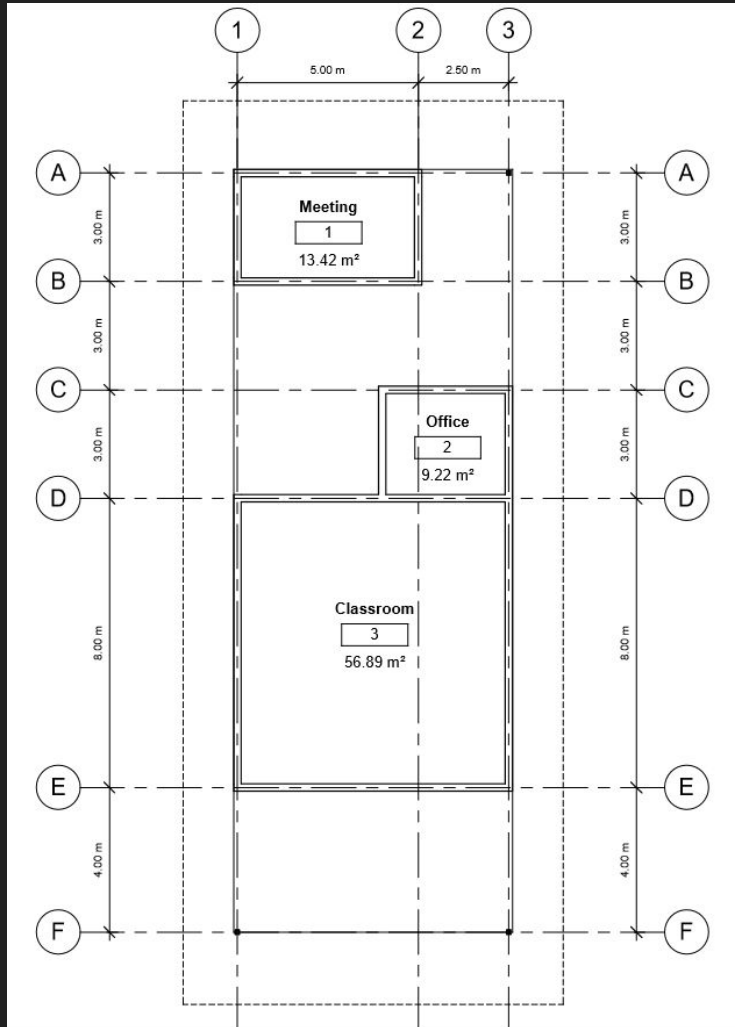 1
2
3
5.00 m
2.50 m
A
A
3.00 m
3.00 m
Meeting
1
13.42 m²
B
B
3.00 m
3.00 m
C
C
3.00 m
3.00 m
Office
2
9.22 m²
D
D
8.00 m
8.00 m
Classroom
3
56.89 m²
E
E
4.00 m
4.00 m
F
F